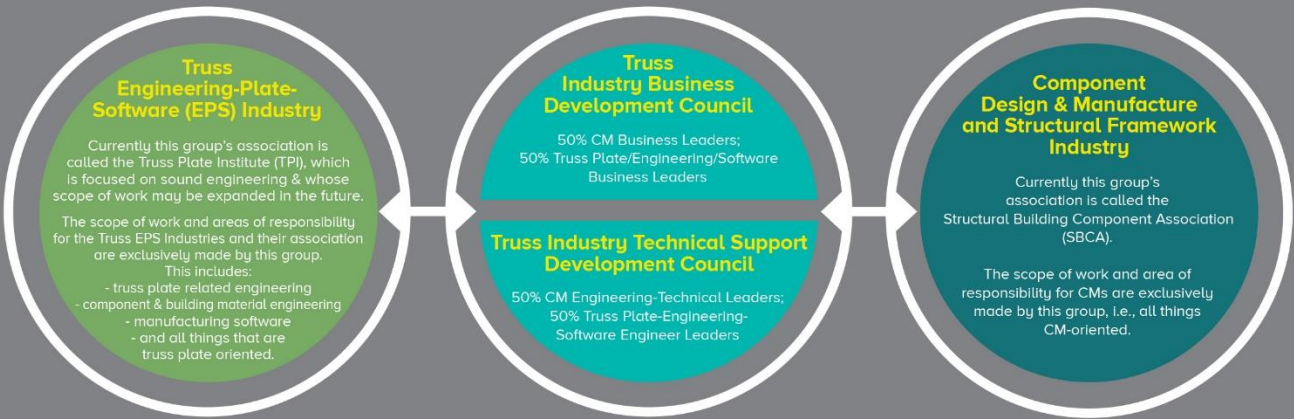 Truss
Engineering-Plate-
Software (EPS) Industry
Currently this group's association is
called the Truss Plate Institute (TPI), which
is focused on sound engineering & whose
scope of work may be expanded in the future.
The scope of work and areas of responsibility
for the Truss EPS Industries and their association
are exclusively made by this group.
This includes:
- truss plate related engineering
- component & building material engineering
- manufacturing software
- and all things that are
truss plate oriented.
Truss
Industry Business
Development Council
50% CM Business Leaders;
50% Truss Plate/Engineering/Software
Business Leaders
Truss Industry Technical Support
Development Council
50% CM Engineering-Technical Leaders;
50% Truss Plate-Engineering-
Software Engineer Leaders
Component
Design & Manufacture
and Structural Framework
Industry
Currently this group's
association is called the
Structural Building Component Association
(SBCA).
The scope of work and area of
responsibility for CMs are exclusively
made by this group, i.e., all things
CM-oriented.